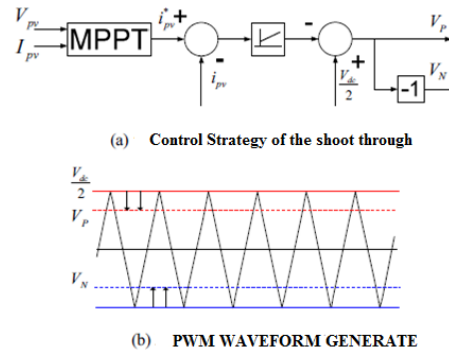 V_pv
I_pv
MPPT
i*_pv +
-
i_pv
-
+
V_dc/2
V_P
-1
V_N
(a) Control Strategy of the shoot through
V_dc/2
V_P
V_N
(b) PWM WAVEFORM GENERATE